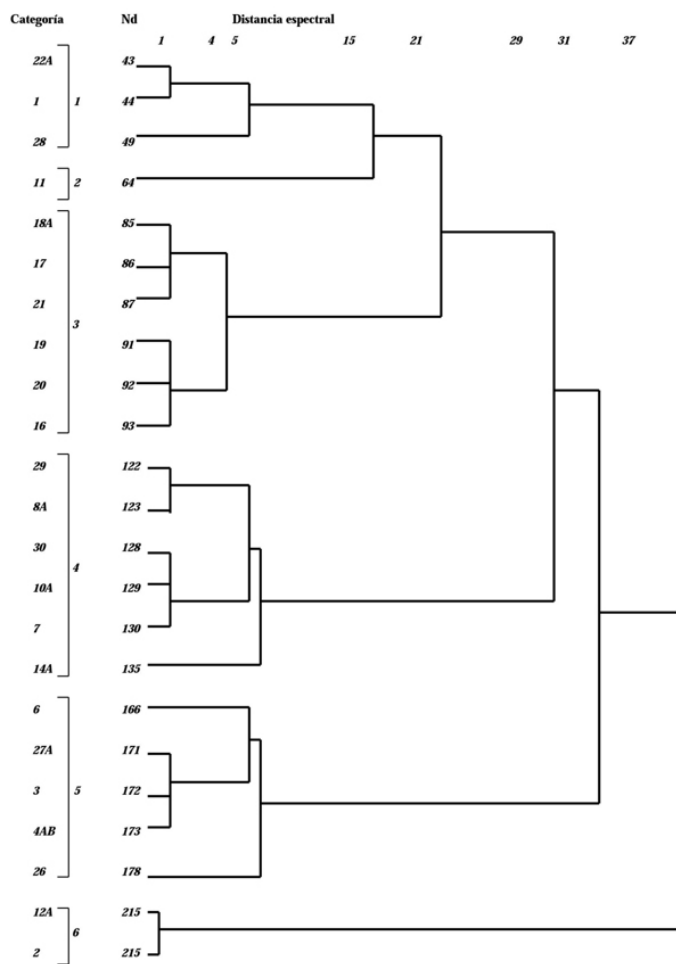 Categoría Nd Distancia espectral
1 4 5 15 21 29 31 37
22A 43
1 1 44
28 49
11 2 64
18A 85
17 86
21 87
3
19 91
20 92
16 93
29 122
8A 123
30 128
4
10A 129
7 130
14A 135
6 166
27A 171
3 5 172
4AB 173
26 178
12A 215
6
2 215